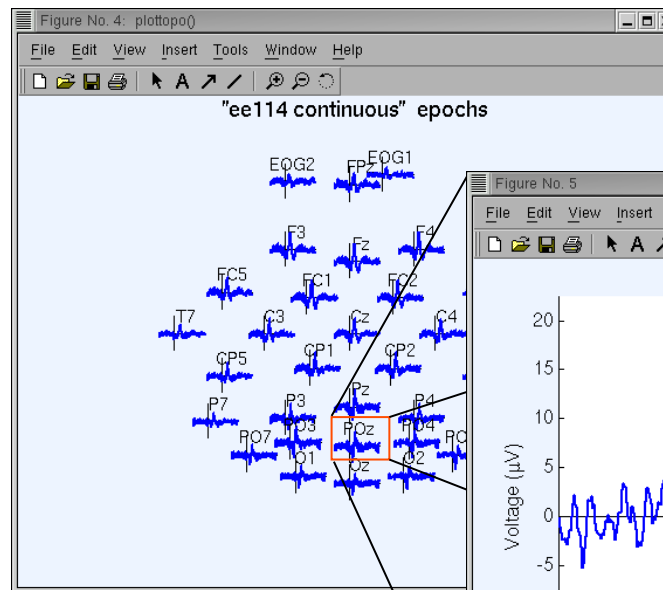 Figure No. 4: plottopo()
File Edit View Insert Tools Window Help
A
"ee114 continuous" epochs
EOG2 FPz EOG1
F3 Fz F4
FC5 FC1 FC2
T7 C3 Cz C4
CP5 CP1 CP2
P7 P3 Pz P4
PO7 PO3 POz PO4 PO
O1 Oz O2
Figure No. 5
File Edit View Insert
A
20
15
10
5
0
-5
Voltage (µV)